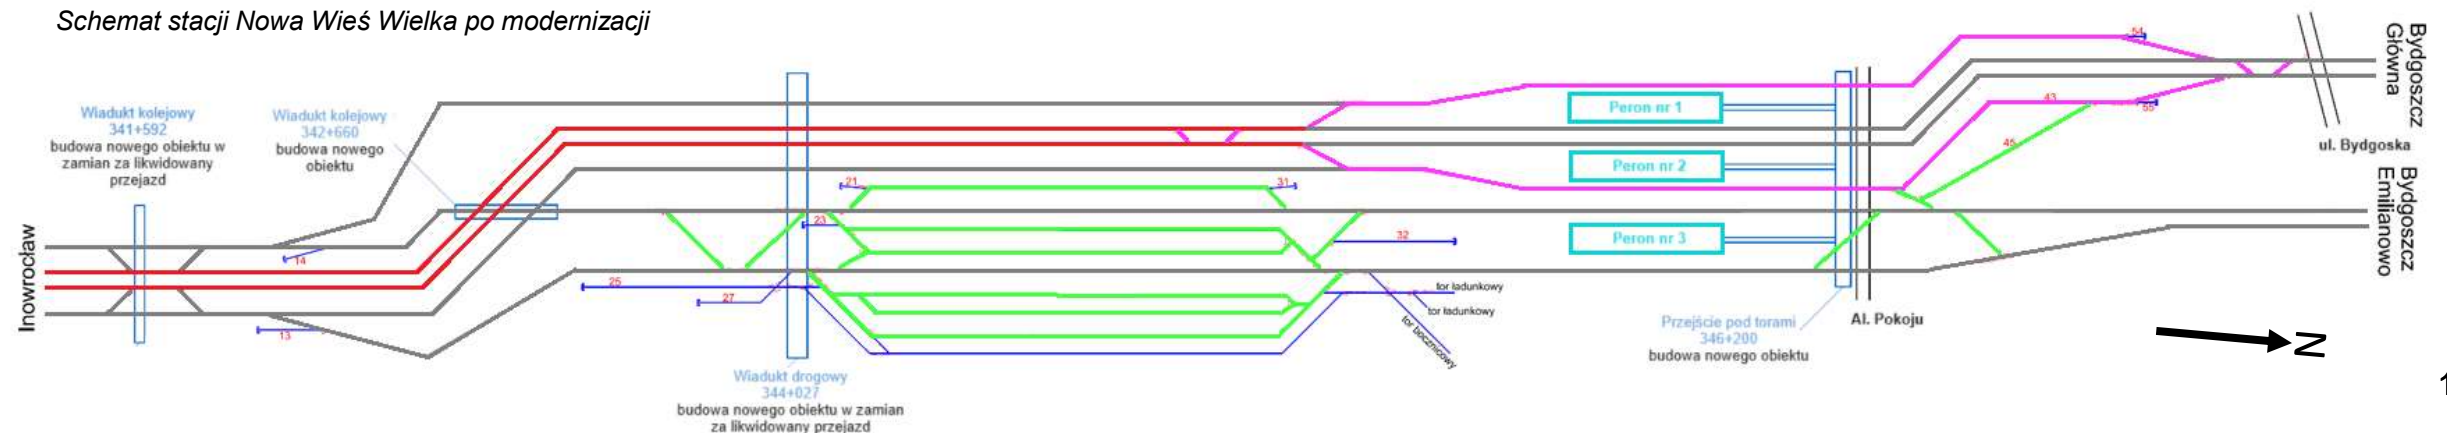 Schemat stacji Nowa Wieś Wielka po modernizacji
Wiadukt kolejowy
341+592
budowa nowego obiektu w
zamian za likwidowany
przejazd
Wiadukt kolejowy
342+660
budowa nowego
obiektu
Inowrocław
14
13
25
27
23
21
31
32
Wiadukt drogowy
344+027
budowa nowego obiektu w zamian
za likwidowany przejazd
tor ładunkowy
tor ładunkowy
tor bocznicowy
Peron nr 1
Peron nr 2
Peron nr 3
Przejście pod torami
346+200
budowa nowego obiektu
Al. Pokoju
54
43
55
45
ul. Bydgoska
Bydgoszcz
Główna
Bydgoszcz
Emilianowo
N
1